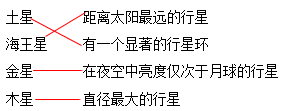 土星 距离太阳最远的行星
海王星 有一个显著的行星环
金星 在夜空中亮度仅次于月球的行星
木星 直径最大的行星